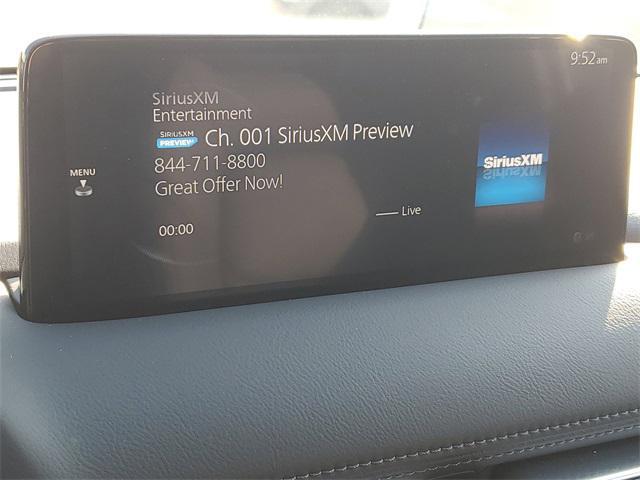 9:52am
SiriusXM
Entertainment
SIRIUSXM PREVIEW Ch. 001 SiriusXM Preview
844-711-8800
Great Offer Now!
MENU
SiriusXM
Live
00:00